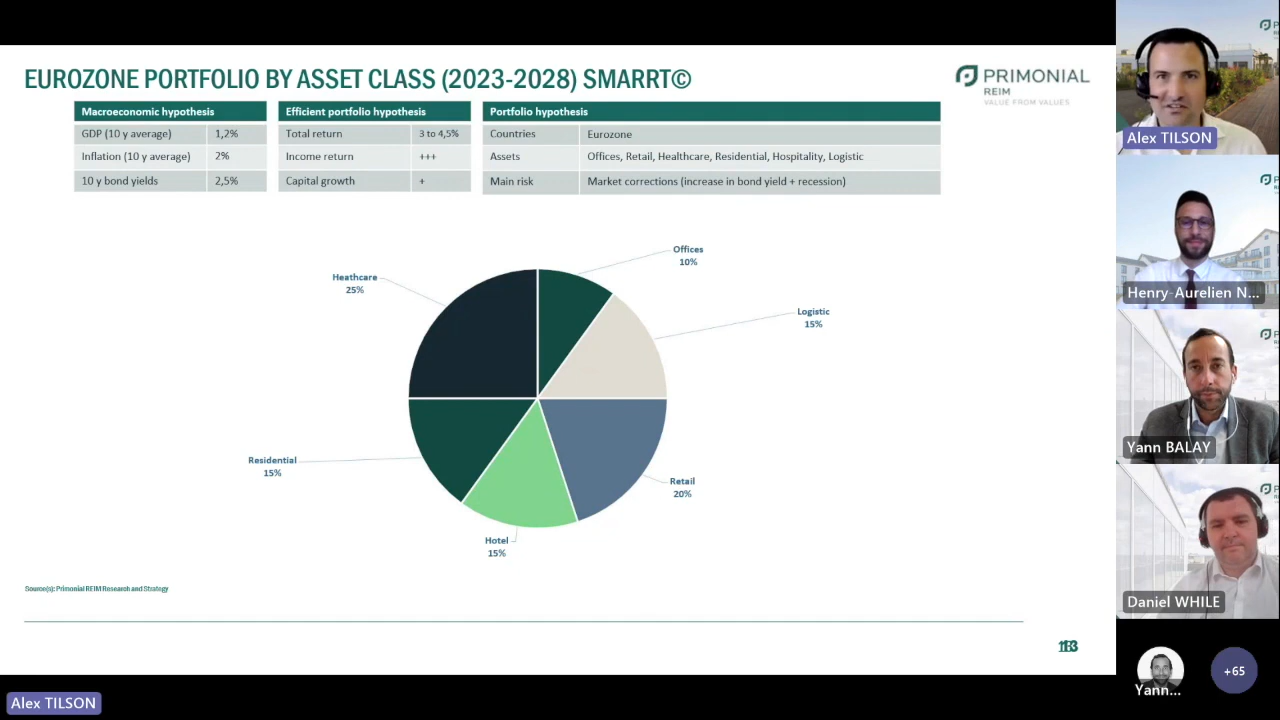 EUROZONE PORTFOLIO BY ASSET CLASS (2023-2028) SMARRT©
PRIMONIAL
REIM
VALUE FROM VALUES
Macroeconomic hypothesis
GDP (10 y average) 1,2%
Inflation (10 y average) 2%
10 y bond yields 2,5%
Efficient portfolio hypothesis
Total return 3 to 4,5%
Income return +++
Capital growth +
Portfolio hypothesis
Countries Eurozone
Assets Offices, Retail, Healthcare, Residential, Hospitality, Logistic
Main risk Market corrections (increase in bond yield + recession)
Offices
10%
Heathcare
25%
Logistic
15%
Residential
15%
Retail
20%
Hotel
15%
Source(s): Primonial REIM Research and Strategy
Alex TILSON
Henry-Aurelien N...
Yann BALAY
Daniel WHILE
Yann...
+65
Alex TILSON